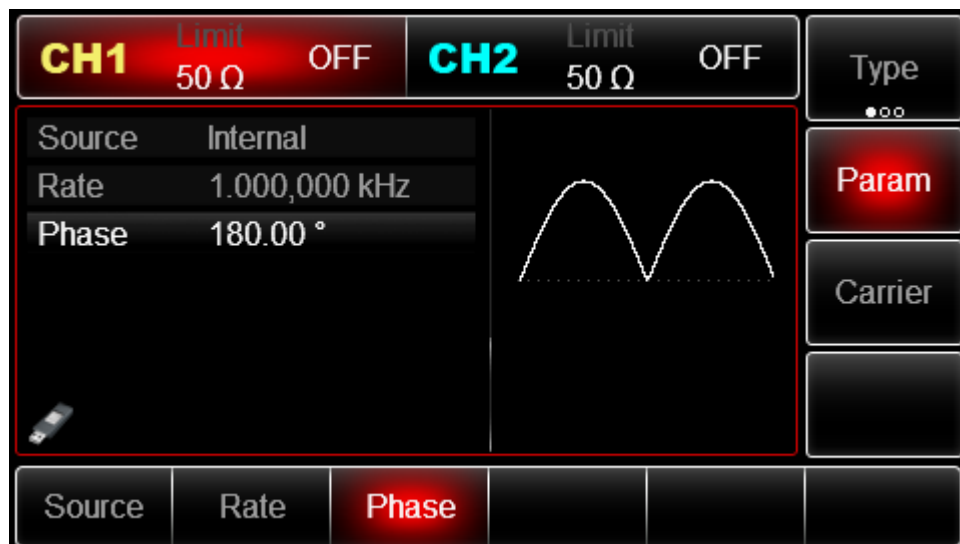 CH1 Limit 50 Ω OFF CH2 Limit 50 Ω OFF
Type
Source Internal
Rate 1.000,000 kHz
Phase 180.00 °
Param
Carrier
Source Rate Phase